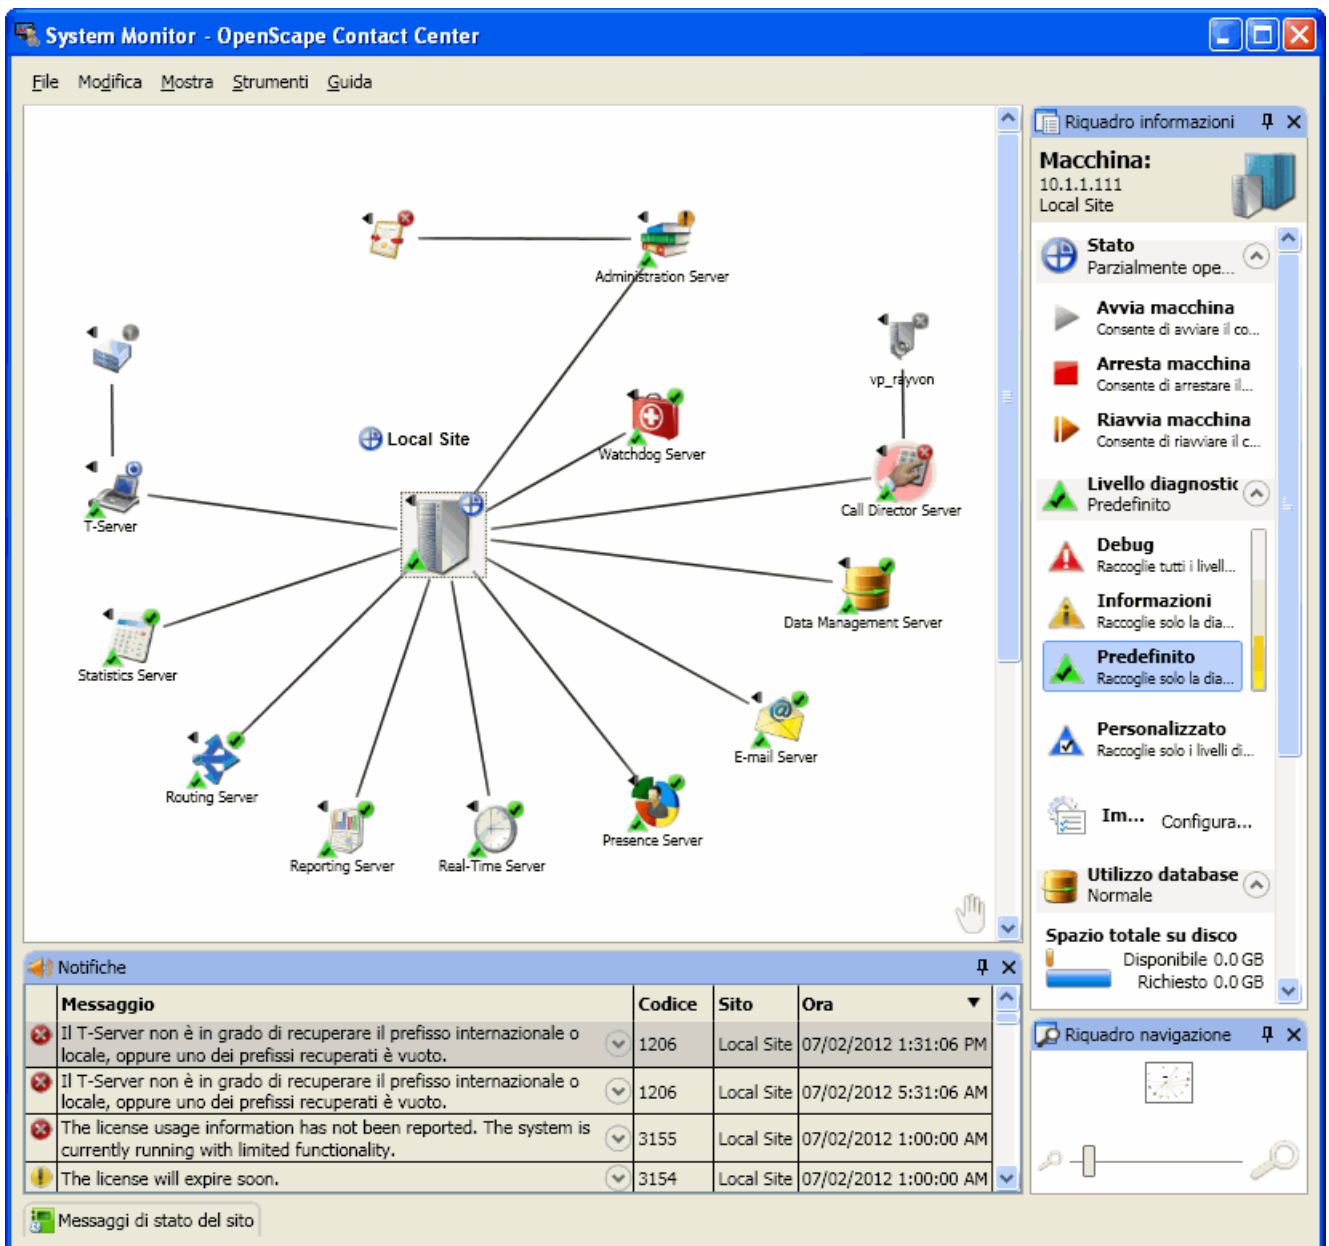 System Monitor - OpenScape Contact Center
File Modifica Mostra Strumenti Guida
Administration Server
vp_rayvon
Local Site
Watchdog Server
T-Server
Call Director Server
Data Management Server
Statistics Server
E-mail Server
Routing Server
Presence Server
Reporting Server
Real-Time Server
Riquadro informazioni
Macchina:
10.1.1.111
Local Site
Stato
Parzialmente ope...
Avvia macchina
Consente di avviare il co...
Arresta macchina
Consente di arrestare il...
Riavvia macchina
Consente di riavviare il c...
Livello diagnostic
Predefinito
Debug
Raccoglie tutti i livell...
Informazioni
Raccoglie solo la dia...
Predefinito
Raccoglie solo la dia...
Personalizzato
Raccoglie solo i livelli di...
Im... Configura...
Utilizzo database
Normale
Spazio totale su disco
Disponibile 0.0 GB
Richiesto 0.0 GB
Notifiche
Messaggio Codice Sito Ora
Il T-Server non è in grado di recuperare il prefisso internazionale o
locale, oppure uno dei prefissi recuperati è vuoto.
1206 Local Site 07/02/2012 1:31:06 PM
Il T-Server non è in grado di recuperare il prefisso internazionale o
locale, oppure uno dei prefissi recuperati è vuoto.
1206 Local Site 07/02/2012 5:31:06 AM
The license usage information has not been reported. The system is
currently running with limited functionality.
3155 Local Site 07/02/2012 1:00:00 AM
The license will expire soon. 3154 Local Site 07/02/2012 1:00:00 AM
Riquadro navigazione
Messaggi di stato del sito